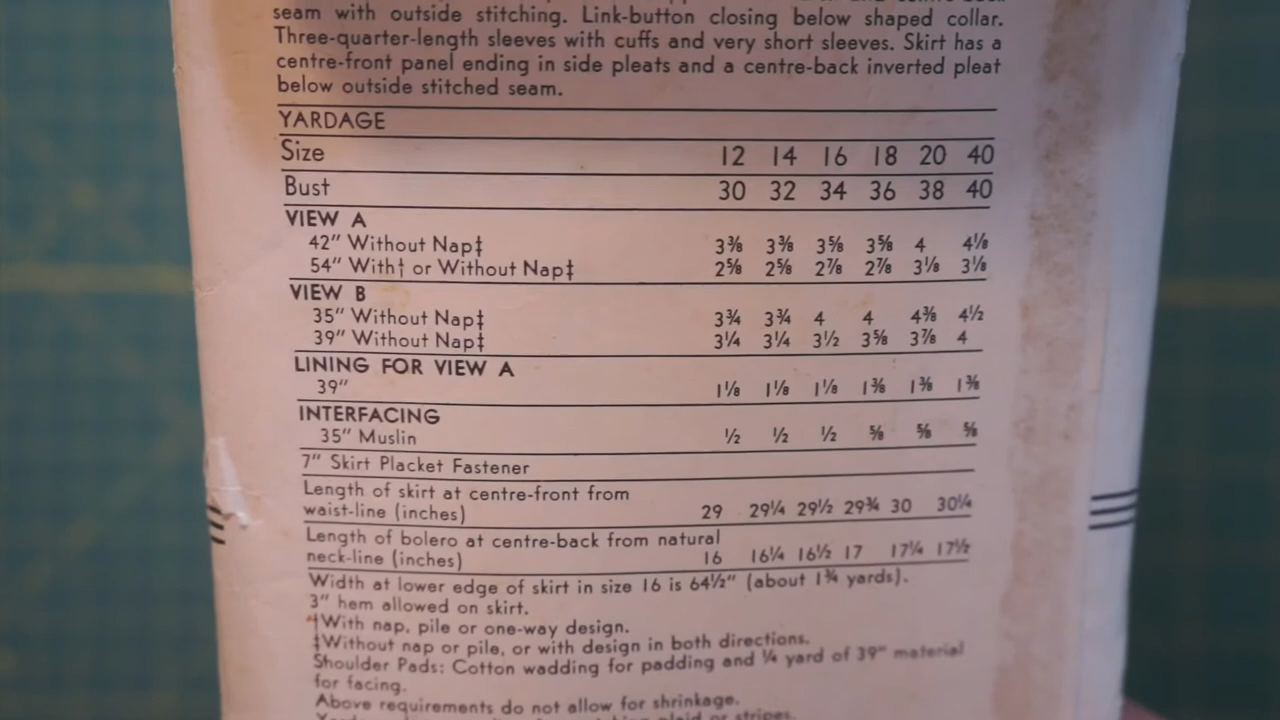 seam with outside stitching. Link-button closing below shaped collar.
Three-quarter-length sleeves with cuffs and very short sleeves. Skirt has a
centre-front panel ending in side pleats and a centre-back inverted pleat
below outside stitched seam.
YARDAGE
Size 12 14 16 18 20 40
Bust 30 32 34 36 38 40
VIEW A
42" Without Nap‡ 3⅜ 3⅜ 3⅝ 3⅝ 4 4⅛
54" With† or Without Nap‡ 2⅝ 2⅝ 2⅞ 2⅞ 3⅛ 3⅛
VIEW B
35" Without Nap‡ 3¾ 3¾ 4 4 4⅜ 4½
39" Without Nap‡ 3¼ 3¼ 3½ 3⅝ 3⅞ 4
LINING FOR VIEW A
39" 1⅛ 1⅛ 1⅛ 1⅜ 1⅜ 1⅜
INTERFACING
35" Muslin ½ ½ ½ ⅝ ⅝ ⅝
7" Skirt Placket Fastener
Length of skirt at centre-front from
waist-line (inches) 29 29¼ 29½ 29¾ 30 30¼
Length of bolero at centre-back from natural
neck-line (inches) 16 16¼ 16½ 17 17¼ 17½
Width at lower edge of skirt in size 16 is 64½" (about 1¾ yards).
3" hem allowed on skirt.
†With nap, pile or one-way design.
‡Without nap or pile, or with design in both directions.
Shoulder Pads: Cotton wadding for padding and ¼ yard of 39" material
for facing.
Above requirements do not allow for shrinkage.
plaid or stripes.